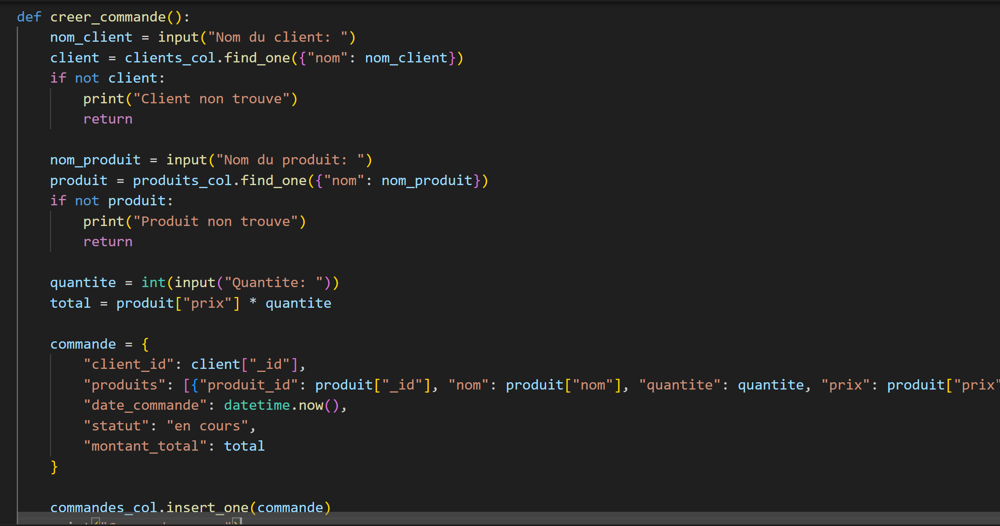 def creer_commande():
    nom_client = input("Nom du client: ")
    client = clients_col.find_one({"nom": nom_client})
    if not client:
        print("Client non trouve")
        return

    nom_produit = input("Nom du produit: ")
    produit = produits_col.find_one({"nom": nom_produit})
    if not produit:
        print("Produit non trouve")
        return

    quantite = int(input("Quantite: "))
    total = produit["prix"] * quantite

    commande = {
        "client_id": client["_id"],
        "produits": [{"produit_id": produit["_id"], "nom": produit["nom"], "quantite": quantite, "prix": produit["prix"
        "date_commande": datetime.now(),
        "statut": "en cours",
        "montant_total": total
    }

    commandes_col.insert_one(commande)